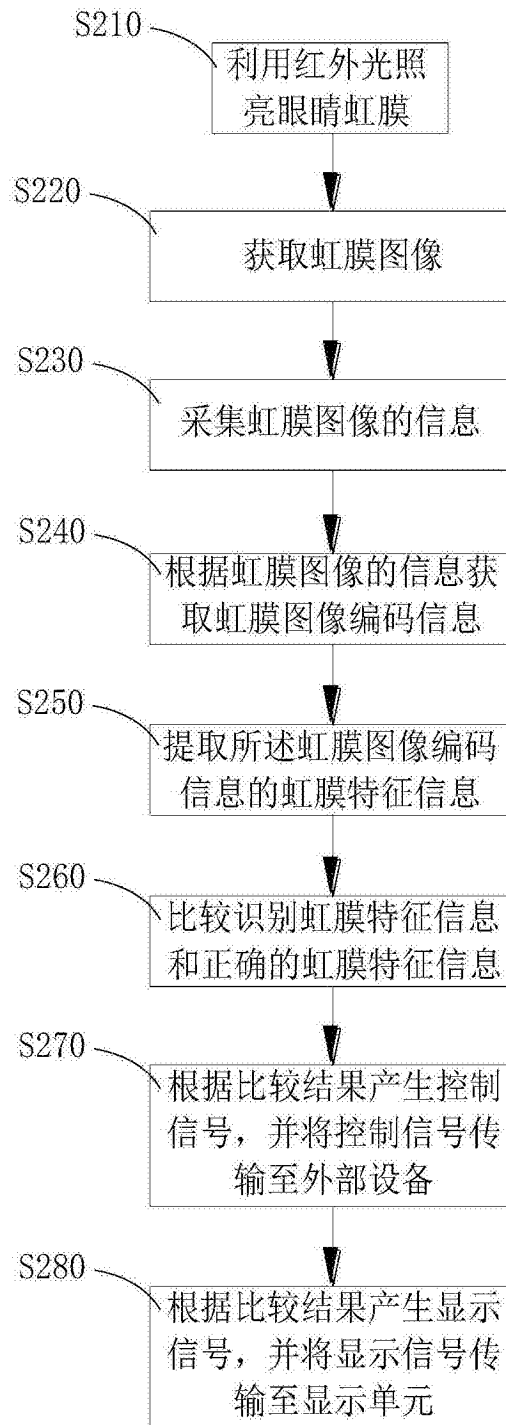 S210
利用红外光照
亮眼睛虹膜
S220
获取虹膜图像
S230
采集虹膜图像的信息
S240
根据虹膜图像的信息获
取虹膜图像编码信息
S250
提取所述虹膜图像编码
信息的虹膜特征信息
S260
比较识别虹膜特征信息
和正确的虹膜特征信息
S270
根据比较结果产生控制
信号，并将控制信号传
输至外部设备
S280
根据比较结果产生显示
信号，并将显示信号传
输至显示单元